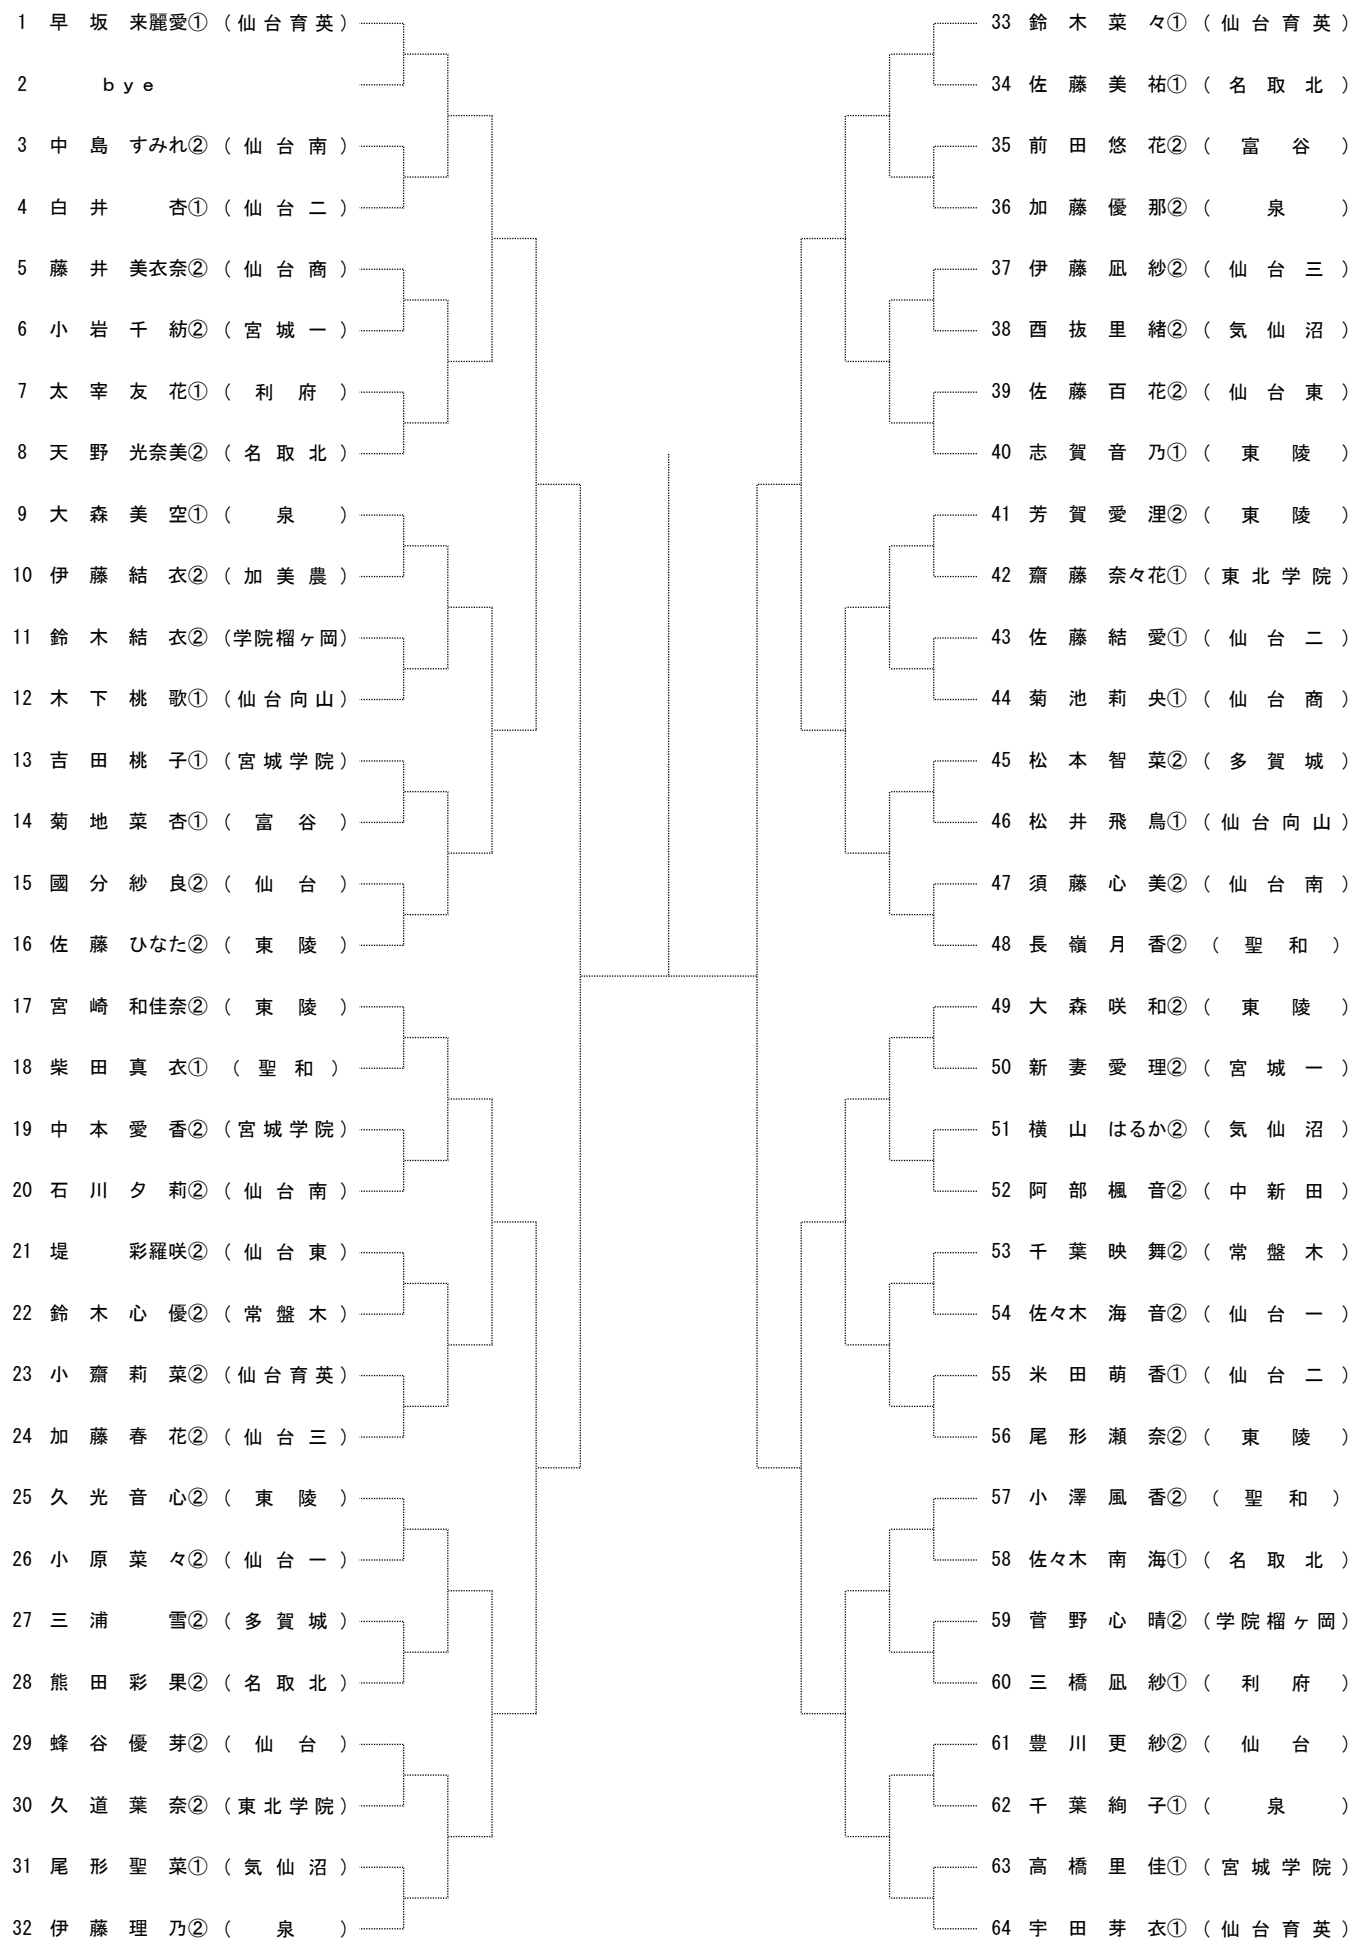 1 早坂 来麗愛① (仙台育英)
2 ｂｙｅ
3 中島 すみれ② (仙台南)
4 白井 杏① (仙台二)
5 藤井 美衣奈② (仙台商)
6 小岩 千紡② (宮城一)
7 太宰 友花① (利府)
8 天野 光奈美② (名取北)
9 大森 美空① (泉)
10 伊藤 結衣② (加美農)
11 鈴木 結衣② (学院榴ヶ岡)
12 木下 桃歌① (仙台向山)
13 吉田 桃子① (宮城学院)
14 菊地 菜杏① (富谷)
15 國分 紗良② (仙台)
16 佐藤 ひなた② (東陵)
17 宮崎 和佳奈② (東陵)
18 柴田 真衣① (聖和)
19 中本 愛香② (宮城学院)
20 石川 夕莉② (仙台南)
21 堤 彩羅咲② (仙台東)
22 鈴木 心優② (常盤木)
23 小齋 莉菜② (仙台育英)
24 加藤 春花② (仙台三)
25 久光 音心② (東陵)
26 小原 菜々② (仙台一)
27 三浦 雪② (多賀城)
28 熊田 彩果② (名取北)
29 蜂谷 優芽② (仙台)
30 久道 葉奈② (東北学院)
31 尾形 聖菜① (気仙沼)
32 伊藤 理乃② (泉)
33 鈴木 菜々① (仙台育英)
34 佐藤 美祐① (名取北)
35 前田 悠花② (富谷)
36 加藤 優那② (泉)
37 伊藤 凪紗② (仙台三)
38 酉抜 里緒② (気仙沼)
39 佐藤 百花② (仙台東)
40 志賀 音乃① (東陵)
41 芳賀 愛浬② (東陵)
42 齋藤 奈々花① (東北学院)
43 佐藤 結愛① (仙台二)
44 菊池 莉央① (仙台商)
45 松本 智菜② (多賀城)
46 松井 飛鳥① (仙台向山)
47 須藤 心美② (仙台南)
48 長嶺 月香② (聖和)
49 大森 咲和② (東陵)
50 新妻 愛理② (宮城一)
51 横山 はるか② (気仙沼)
52 阿部 楓音② (中新田)
53 千葉 映舞② (常盤木)
54 佐々木 海音② (仙台一)
55 米田 萌香① (仙台二)
56 尾形 瀬奈② (東陵)
57 小澤 風香② (聖和)
58 佐々木 南海① (名取北)
59 菅野 心晴② (学院榴ヶ岡)
60 三橋 凪紗① (利府)
61 豊川 更紗② (仙台)
62 千葉 絢子① (泉)
63 高橋 里佳① (宮城学院)
64 宇田 芽衣① (仙台育英)